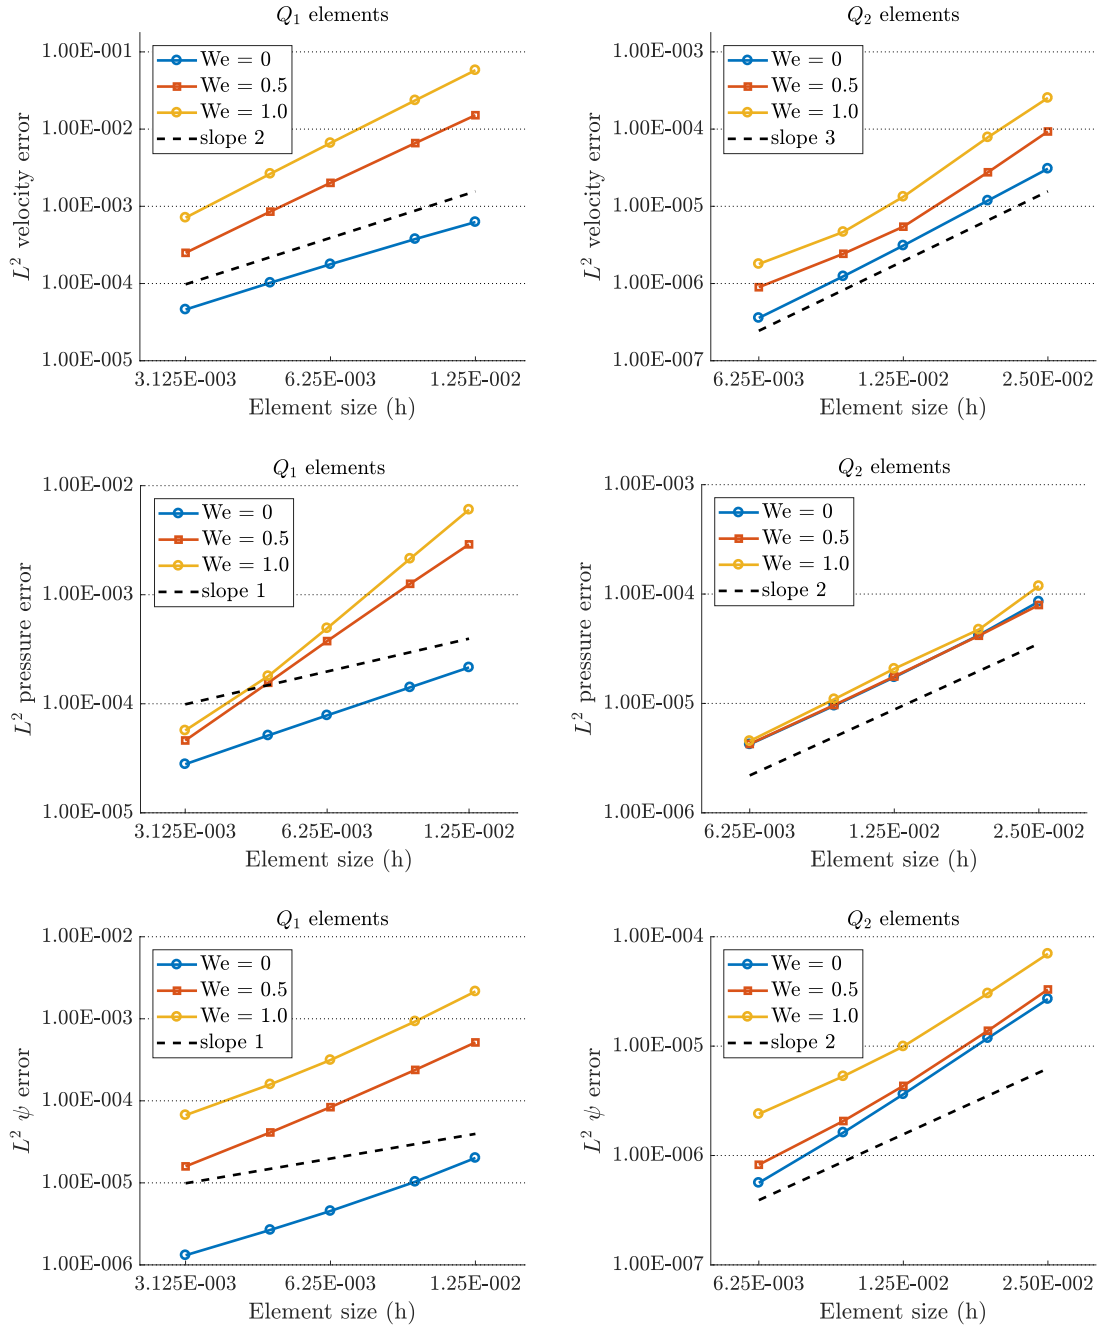 Q1 elements
1.00E-001
1.00E-002
1.00E-003
1.00E-004
1.00E-005
L2 velocity error
We = 0
We = 0.5
We = 1.0
slope 2
3.125E-003 6.25E-003 1.25E-002
Element size (h)
Q2 elements
1.00E-003
1.00E-004
1.00E-005
1.00E-006
1.00E-007
L2 velocity error
We = 0
We = 0.5
We = 1.0
slope 3
6.25E-003 1.25E-002 2.50E-002
Element size (h)
Q1 elements
1.00E-002
1.00E-003
1.00E-004
1.00E-005
L2 pressure error
We = 0
We = 0.5
We = 1.0
slope 1
3.125E-003 6.25E-003 1.25E-002
Element size (h)
Q2 elements
1.00E-003
1.00E-004
1.00E-005
1.00E-006
L2 pressure error
We = 0
We = 0.5
We = 1.0
slope 2
6.25E-003 1.25E-002 2.50E-002
Element size (h)
Q1 elements
1.00E-002
1.00E-003
1.00E-004
1.00E-005
1.00E-006
L2 ψ error
We = 0
We = 0.5
We = 1.0
slope 1
3.125E-003 6.25E-003 1.25E-002
Element size (h)
Q2 elements
1.00E-004
1.00E-005
1.00E-006
1.00E-007
L2 ψ error
We = 0
We = 0.5
We = 1.0
slope 2
6.25E-003 1.25E-002 2.50E-002
Element size (h)